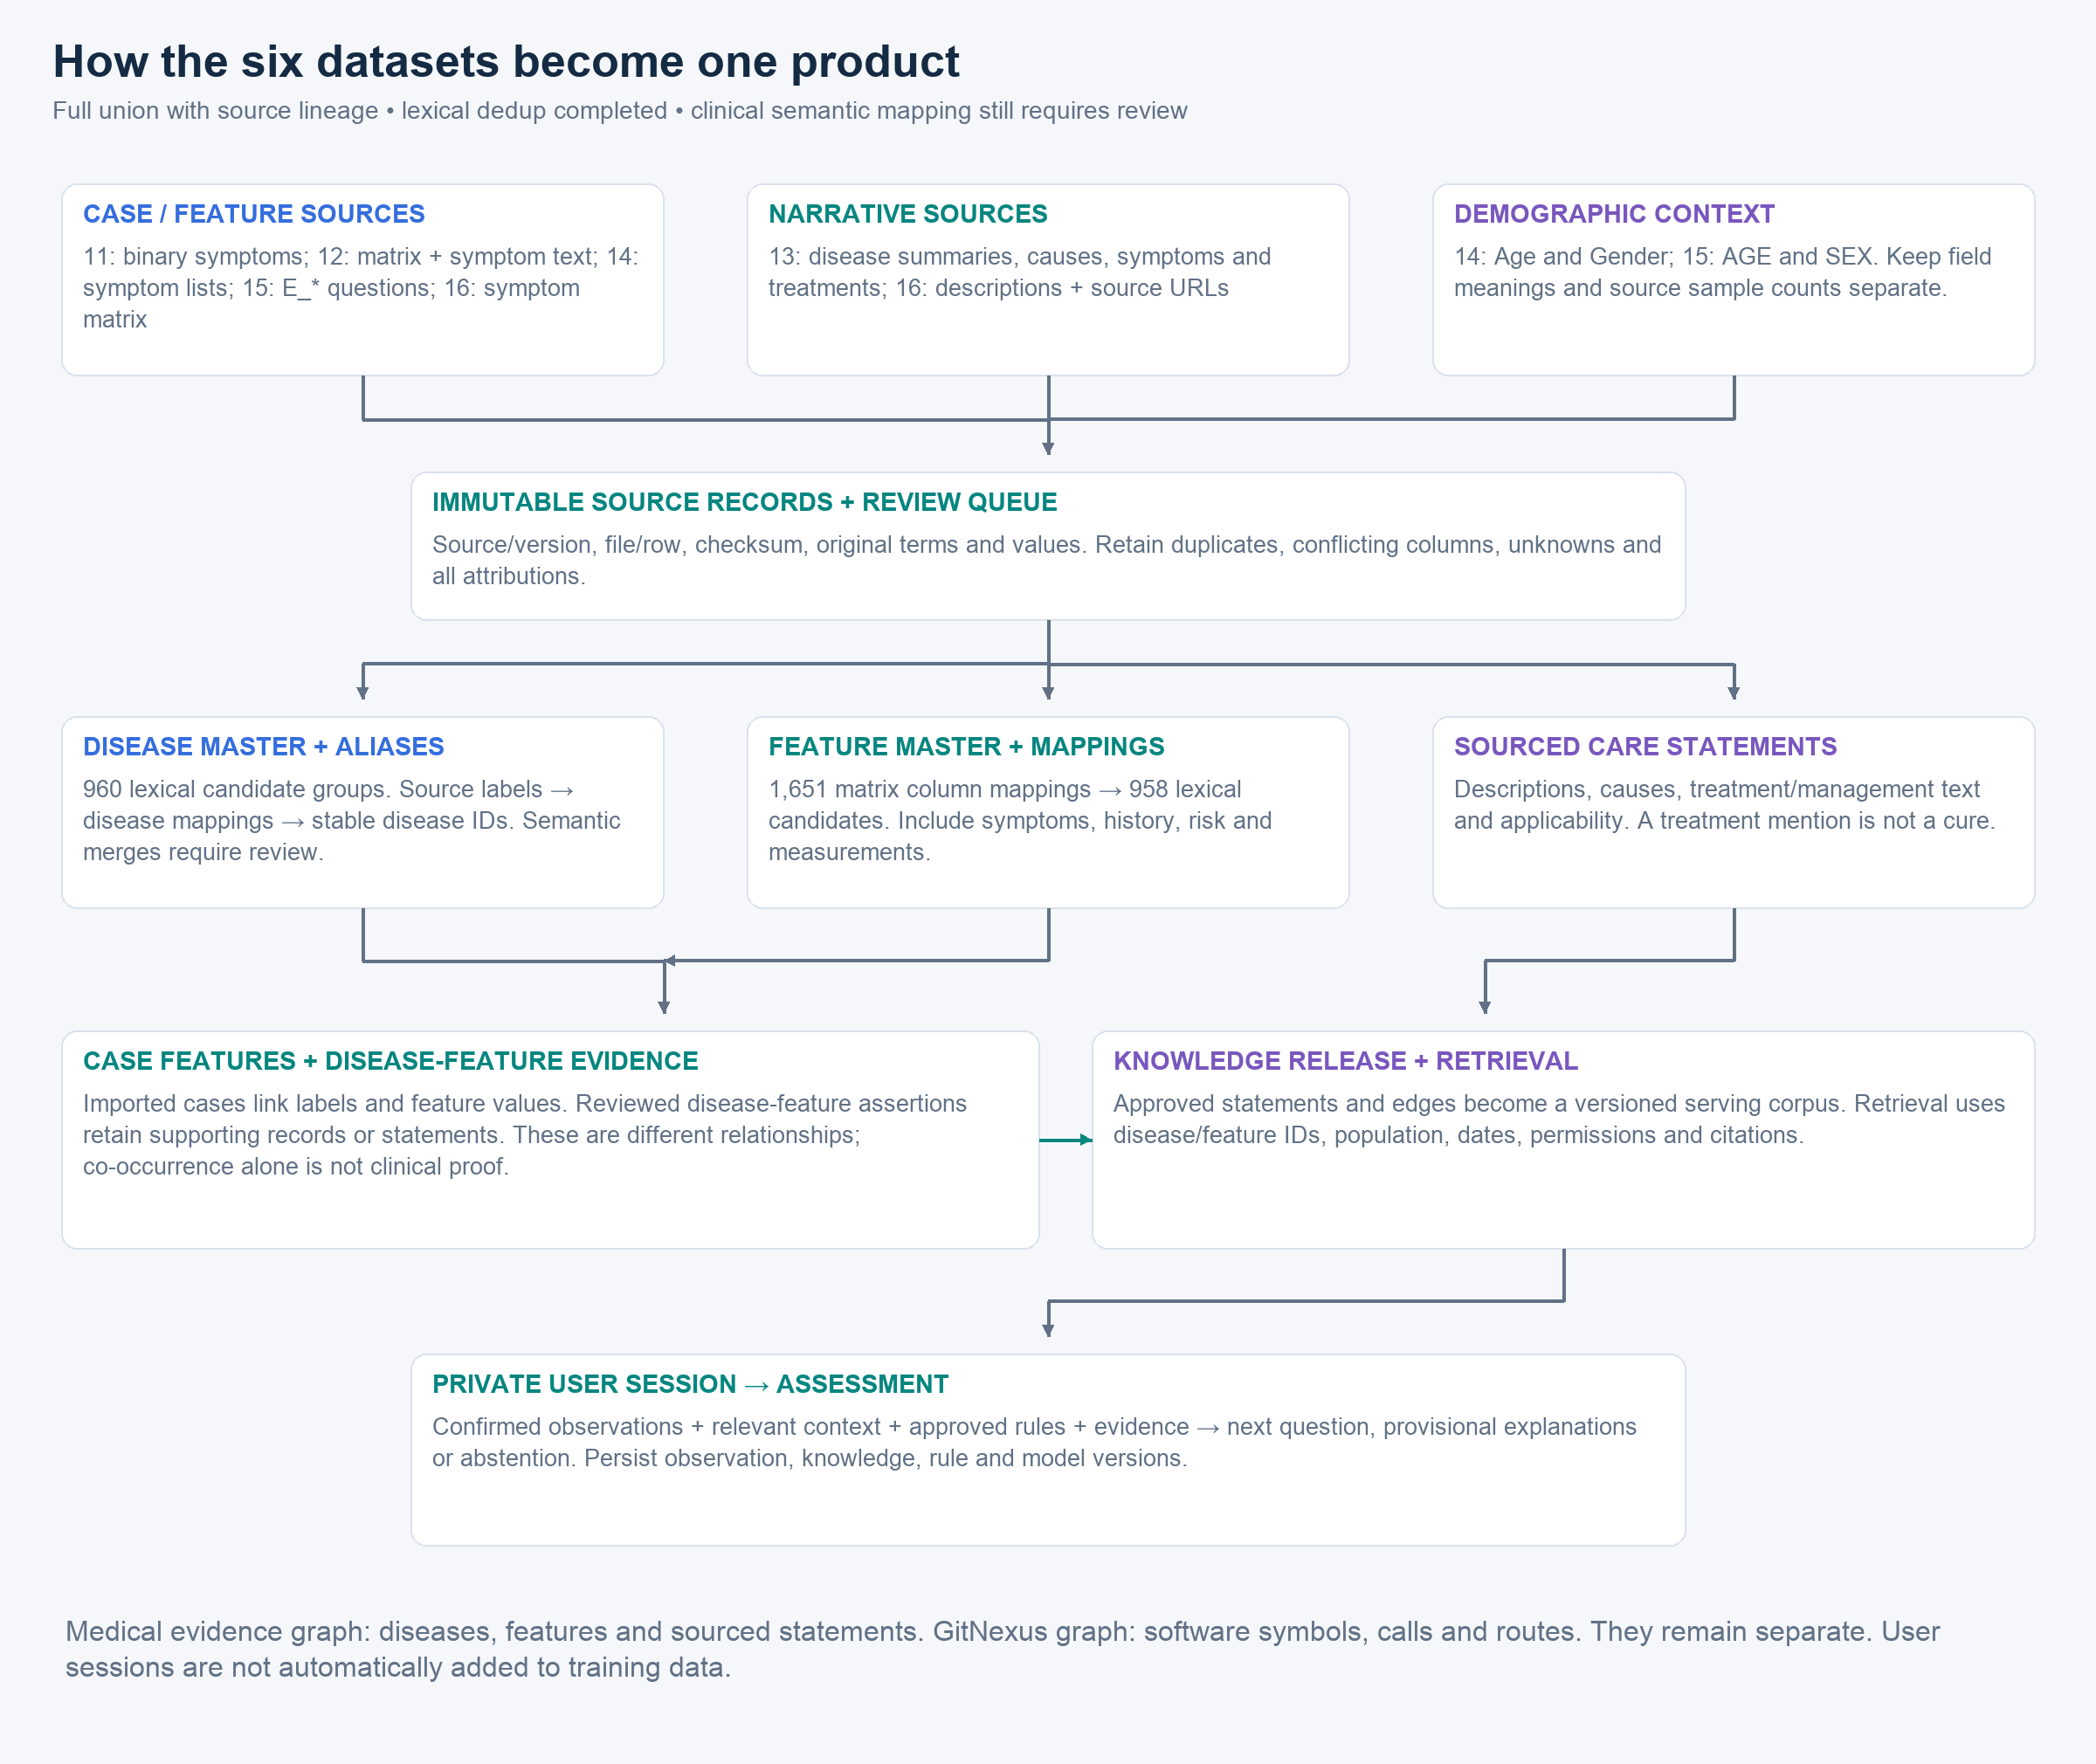 How the six datasets become one product
Full union with source lineage • lexical dedup completed • clinical semantic mapping still requires review
CASE / FEATURE SOURCES
11: binary symptoms; 12: matrix + symptom text; 14:
symptom lists; 15: E_* questions; 16: symptom
matrix
NARRATIVE SOURCES
13: disease summaries, causes, symptoms and
treatments; 16: descriptions + source URLs
DEMOGRAPHIC CONTEXT
14: Age and Gender; 15: AGE and SEX. Keep field
meanings and source sample counts separate.
IMMUTABLE SOURCE RECORDS + REVIEW QUEUE
Source/version, file/row, checksum, original terms and values. Retain duplicates, conflicting columns, unknowns and
all attributions.
DISEASE MASTER + ALIASES
960 lexical candidate groups. Source labels →
disease mappings → stable disease IDs. Semantic
merges require review.
FEATURE MASTER + MAPPINGS
1,651 matrix column mappings → 958 lexical
candidates. Include symptoms, history, risk and
measurements.
SOURCED CARE STATEMENTS
Descriptions, causes, treatment/management text
and applicability. A treatment mention is not a cure.
CASE FEATURES + DISEASE-FEATURE EVIDENCE
Imported cases link labels and feature values. Reviewed disease-feature assertions
retain supporting records or statements. These are different relationships;
co-occurrence alone is not clinical proof.
KNOWLEDGE RELEASE + RETRIEVAL
Approved statements and edges become a versioned serving corpus. Retrieval uses
disease/feature IDs, population, dates, permissions and citations.
PRIVATE USER SESSION → ASSESSMENT
Confirmed observations + relevant context + approved rules + evidence → next question, provisional explanations
or abstention. Persist observation, knowledge, rule and model versions.
Medical evidence graph: diseases, features and sourced statements. GitNexus graph: software symbols, calls and routes. They remain separate. User
sessions are not automatically added to training data.